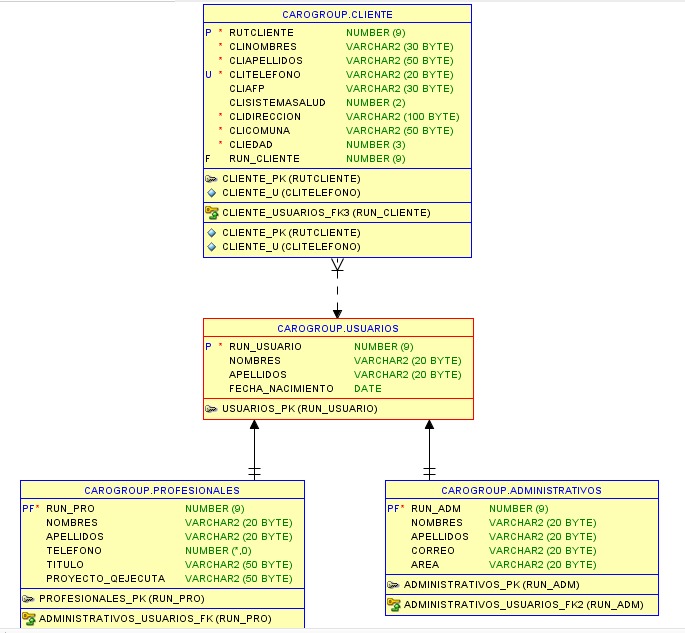 CAROGROUP.CLIENTE
P * RUTCLIENTE NUMBER (9)
* CLINOMBRES VARCHAR2 (30 BYTE)
* CLIAPELLIDOS VARCHAR2 (50 BYTE)
U * CLITELEFONO VARCHAR2 (20 BYTE)
CLIAFP VARCHAR2 (30 BYTE)
CLISISTEMASALUD NUMBER (2)
* CLIDIRECCION VARCHAR2 (100 BYTE)
* CLICOMUNA VARCHAR2 (50 BYTE)
* CLIEDAD NUMBER (3)
F RUN_CLIENTE NUMBER (9)
CLIENTE_PK (RUTCLIENTE)
CLIENTE_U (CLITELEFONO)
CLIENTE_USUARIOS_FK3 (RUN_CLIENTE)
CLIENTE_PK (RUTCLIENTE)
CLIENTE_U (CLITELEFONO)
CAROGROUP.USUARIOS
P * RUN_USUARIO NUMBER (9)
NOMBRES VARCHAR2 (20 BYTE)
APELLIDOS VARCHAR2 (20 BYTE)
FECHA_NACIMIENTO DATE
USUARIOS_PK (RUN_USUARIO)
CAROGROUP.PROFESIONALES
PF* RUN_PRO NUMBER (9)
NOMBRES VARCHAR2 (20 BYTE)
APELLIDOS VARCHAR2 (20 BYTE)
TELEFONO NUMBER (*,0)
TITULO VARCHAR2 (50 BYTE)
PROYECTO_QEJECUTA VARCHAR2 (50 BYTE)
PROFESIONALES_PK (RUN_PRO)
ADMINISTRATIVOS_USUARIOS_FK (RUN_PRO)
CAROGROUP.ADMINISTRATIVOS
PF* RUN_ADM NUMBER (9)
NOMBRES VARCHAR2 (20 BYTE)
APELLIDOS VARCHAR2 (20 BYTE)
CORREO VARCHAR2 (20 BYTE)
AREA VARCHAR2 (20 BYTE)
ADMINISTRATIVOS_PK (RUN_ADM)
ADMINISTRATIVOS_USUARIOS_FK2 (RUN_ADM)